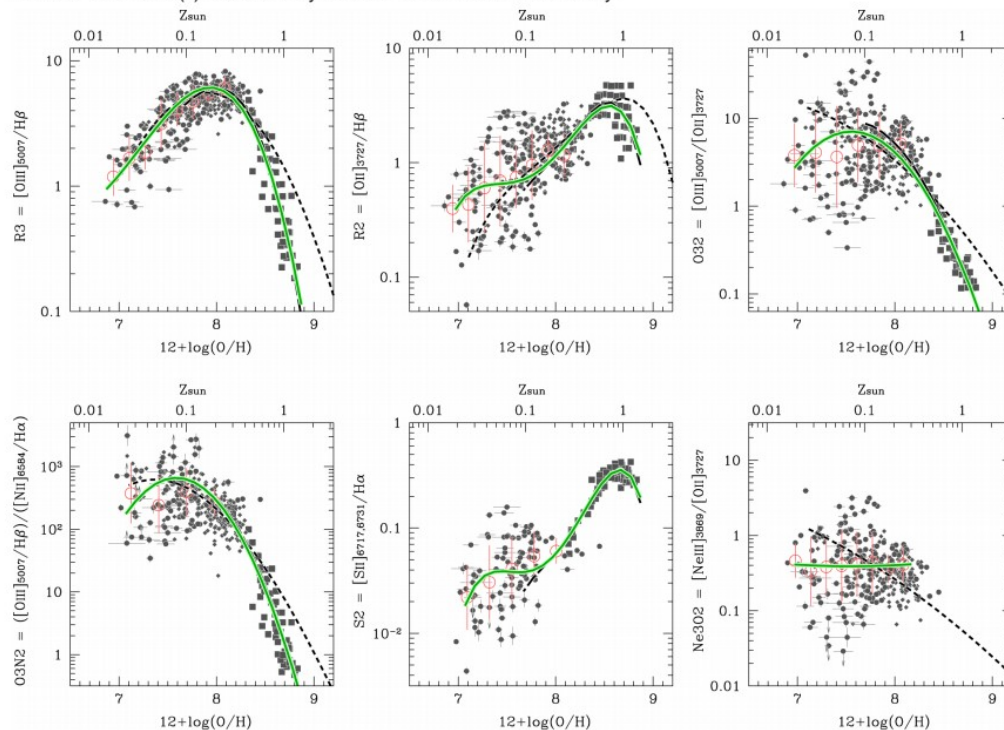 Zsun
0.01 0.1 1
10
1
0.1
R3 = [OIII]5007/Hβ
7 8 9
12+log(O/H)
Zsun
0.01 0.1 1
10
1
0.1
R2 = [OII]3727/Hβ
7 8 9
12+log(O/H)
Zsun
0.01 0.1 1
10
1
0.1
O32 = [OIII]5007/[OII]3727
7 8 9
12+log(O/H)
Zsun
0.01 0.1 1
10³
10²
10
1
O3N2 = ([OIII]5007/Hβ)/([NII]6584/Hα)
7 8 9
12+log(O/H)
Zsun
0.01 0.1 1
1
0.1
10⁻²
S2 = [SII]6717,6731/Hα
7 8 9
12+log(O/H)
Zsun
0.01 0.1 1
10
1
0.1
0.01
Ne3O2 = [NeIII]3869/[OII]3727
7 8 9
12+log(O/H)